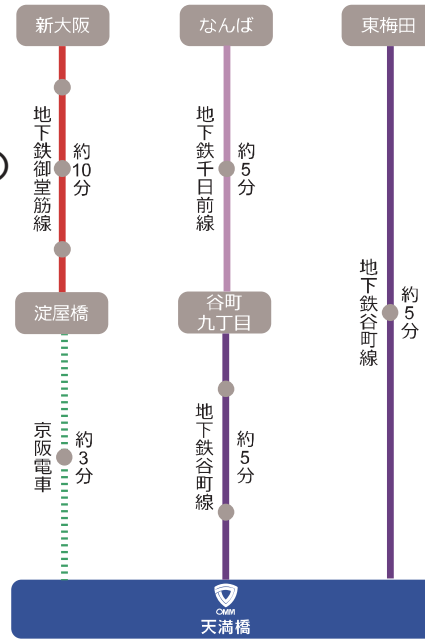 新大阪
なんば
東梅田
地下鉄御堂筋線
約10分
地下鉄千日前線
約5分
地下鉄谷町線
約5分
淀屋橋
谷町
九丁目
京阪電車
約3分
地下鉄谷町線
約5分
OMM
天満橋